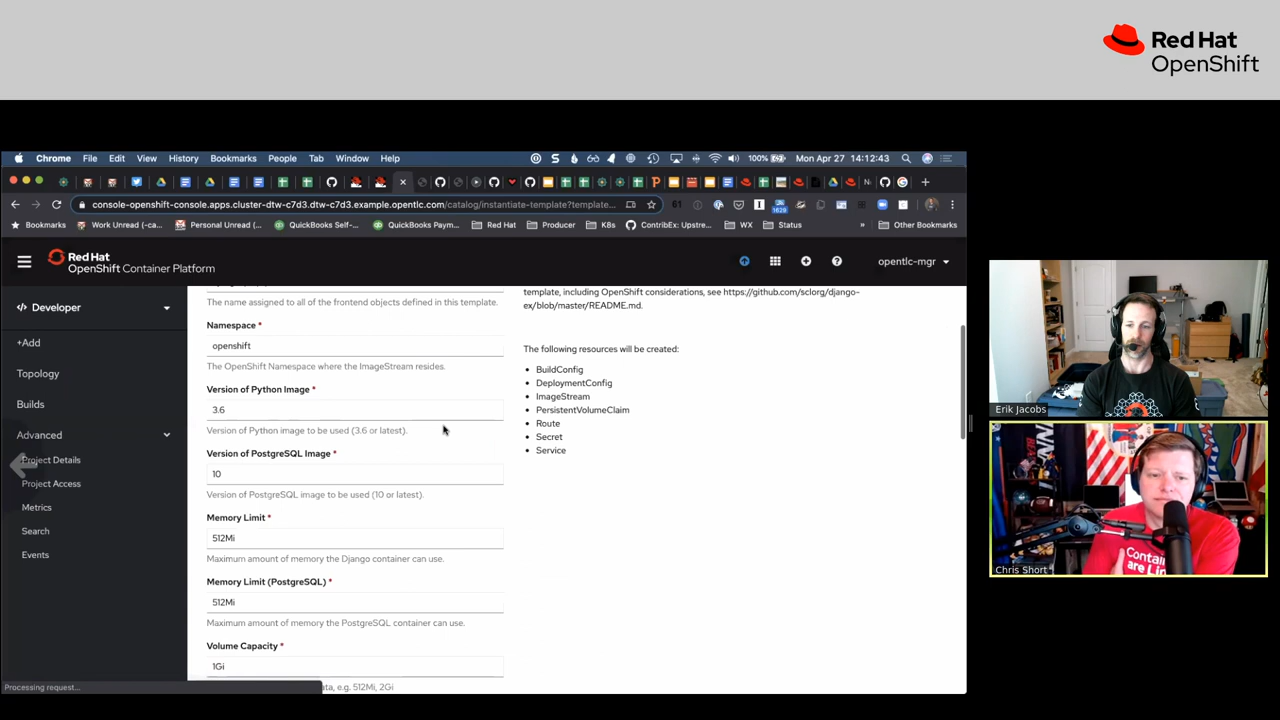 Red Hat
OpenShift
Chrome File Edit View History Bookmarks People Tab Window Help
100% Mon Apr 27 14:12:43
console-openshift-console.apps.cluster-dtw-c7d3.dtw-c7d3.example.opentlc.com/catalog/instantiate-template?template...
61
1628
Bookmarks Work Unread (-ca... Personal Unread (... QuickBooks Self-... QuickBooks Paym... Red Hat Producer K8s ContribEx: Upstre... WX Status » Other Bookmarks
Red Hat
OpenShift Container Platform
opentlc-mgr
Developer
+Add
Topology
Builds
Advanced
Project Details
Project Access
Metrics
Search
Events
The name assigned to all of the frontend objects defined in this template.
Namespace *
openshift
The OpenShift Namespace where the ImageStream resides.
Version of Python Image *
3.6
Version of Python image to be used (3.6 or latest).
Version of PostgreSQL Image *
10
Version of PostgreSQL image to be used (10 or latest).
Memory Limit *
512Mi
Maximum amount of memory the Django container can use.
Memory Limit (PostgreSQL) *
512Mi
Maximum amount of memory the PostgreSQL container can use.
Volume Capacity *
1Gi
ata, e.g. 512Mi, 2Gi
template, including OpenShift considerations, see https://github.com/sclorg/django-
ex/blob/master/README.md.
The following resources will be created:
• BuildConfig
• DeploymentConfig
• ImageStream
• PersistentVolumeClaim
• Route
• Secret
• Service
Processing request...
Erik Jacobs
Contai
are Lin
Chris Short